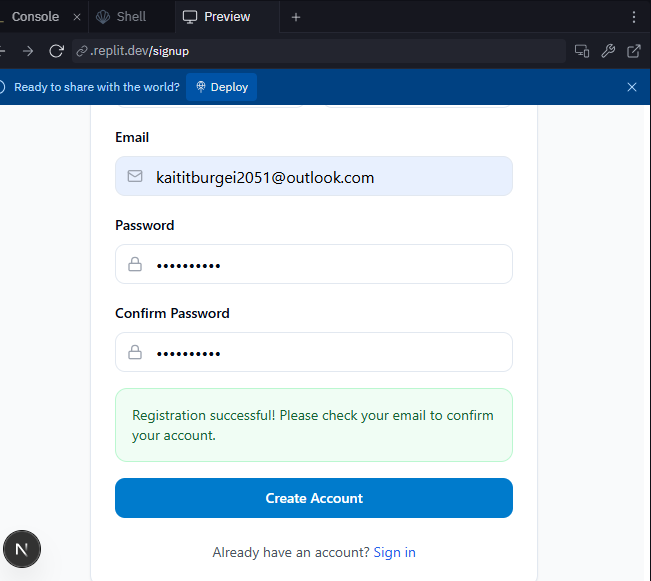 Console
Shell
Preview
.replit.dev/signup
Ready to share with the world?
Deploy
Email
kaititburgei2051@outlook.com
Password
••••••••••
Confirm Password
••••••••••
Registration successful! Please check your email to confirm
your account.
Create Account
N
Already have an account? Sign in